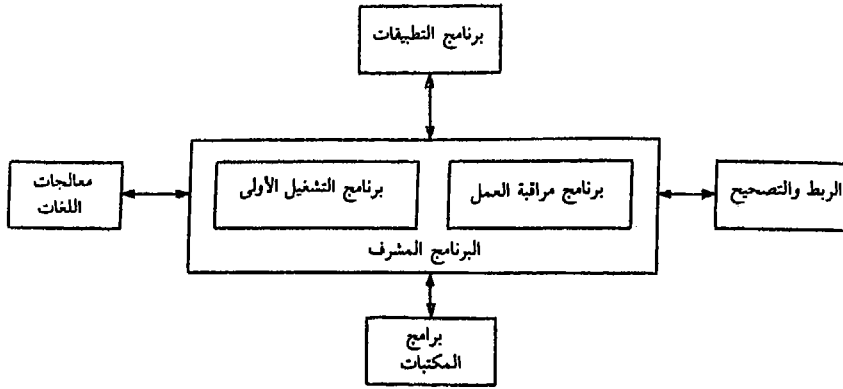 برنامج التطبيقات
الربط والتصحيح
برنامج مراقبة العمل
برنامج التشغيل الأولى
معالجات
اللغات
البرنامج المشرف
برامج
المكتبات